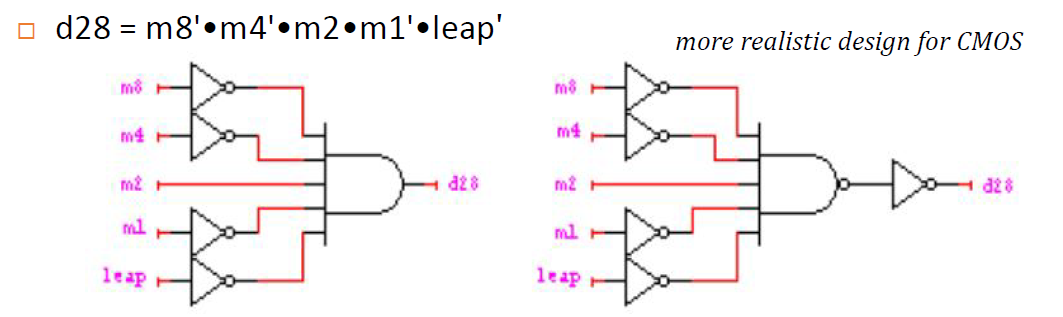 d28 = m8'•m4'•m2•m1'•leap'
more realistic design for CMOS
m8
m4
m2
m1
leap
d28
m8
m4
m2
m1
leap
d28